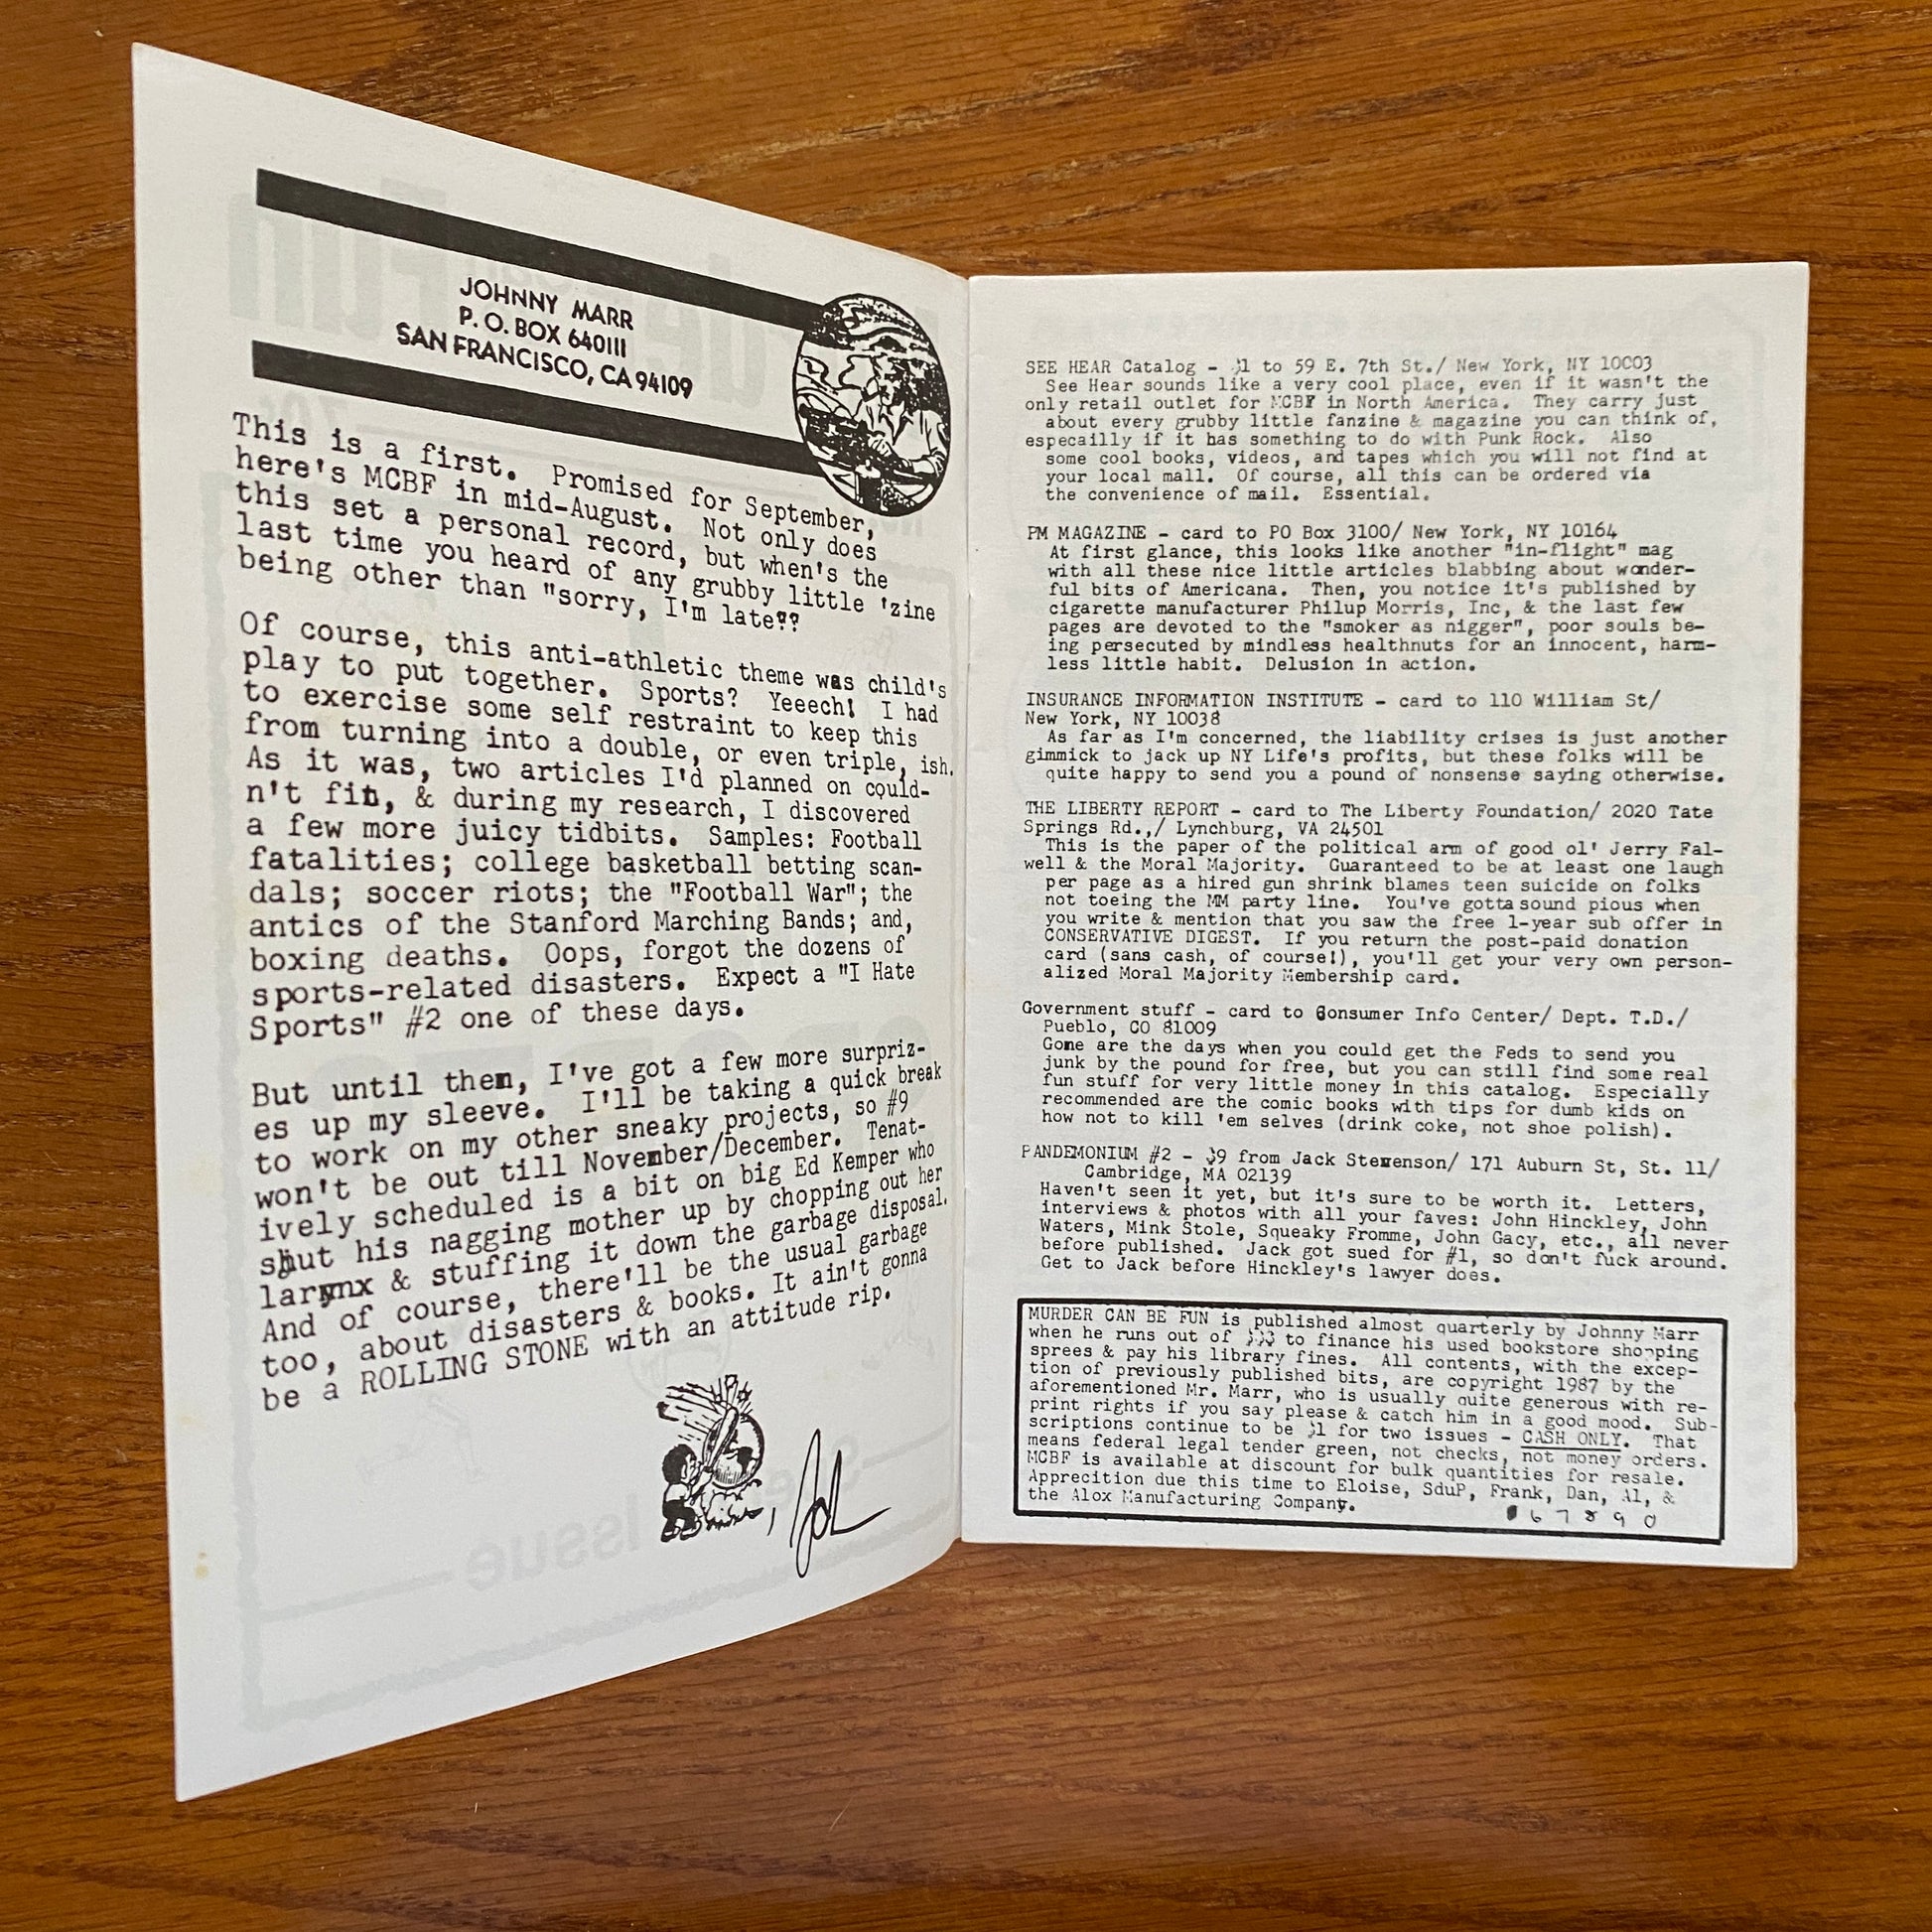 JOHNNY MARR
P. O. BOX 640111
SAN FRANCISCO, CA 94109
This is a first. Promised for September,
here's MCBF in mid-August. Not only does
this set a personal record, but when's the
last time you heard of any grubby little 'zine
being other than "sorry, I'm late??
Of course, this anti-athletic theme was child's
play to put together. Sports? Yeeech! I had
to exercise some self restraint to keep this
from turning into a double, or even triple, ish.
As it was, two articles I'd planned on could-
n't fit, & during my research, I discovered
a few more juicy tidbits. Samples: Football
fatalities; college basketball betting scan-
dals; soccer riots; the "Football War"; the
antics of the Stanford Marching Bands; and,
boxing deaths. Oops, forgot the dozens of
sports-related disasters. Expect a "I Hate
Sports" #2 one of these days.
But until then, I've got a few more surpriz-
es up my sleeve. I'll be taking a quick break
to work on my other sneaky projects, so #9
won't be out till November/December. Tenat-
ively scheduled is a bit on big Ed Kemper who
shut his nagging mother up by chopping out her
larynx & stuffing it down the garbage disposal.
And of course, there'll be the usual garbage
too, about disasters & books. It ain't gonna
be a ROLLING STONE with an attitude rip.
, John
SEE HEAR Catalog - $1 to 59 E. 7th St./ New York, NY 10003
See Hear sounds like a very cool place, even if it wasn't the
only retail outlet for MCBF in North America. They carry just
about every grubby little fanzine & magazine you can think of,
especailly if it has something to do with Punk Rock. Also
some cool books, videos, and tapes which you will not find at
your local mall. Of course, all this can be ordered via
the convenience of mail. Essential.
PM MAGAZINE - card to PO Box 3100/ New York, NY 10164
At first glance, this looks like another "in-flight" mag
with all these nice little articles blabbing about wonder-
ful bits of Americana. Then, you notice it's published by
cigarette manufacturer Philup Morris, Inc, & the last few
pages are devoted to the "smoker as nigger", poor souls be-
ing persecuted by mindless healthnuts for an innocent, harm-
less little habit. Delusion in action.
INSURANCE INFORMATION INSTITUTE - card to 110 William St/
New York, NY 10038
As far as I'm concerned, the liability crises is just another
gimmick to jack up NY Life's profits, but these folks will be
quite happy to send you a pound of nonsense saying otherwise.
THE LIBERTY REPORT - card to The Liberty Foundation/ 2020 Tate
Springs Rd.,/ Lynchburg, VA 24501
This is the paper of the political arm of good ol' Jerry Fal-
well & the Moral Majority. Guaranteed to be at least one laugh
per page as a hired gun shrink blames teen suicide on folks
not toeing the MM party line. You've gotta sound pious when
you write & mention that you saw the free 1-year sub offer in
CONSERVATIVE DIGEST. If you return the post-paid donation
card (sans cash, of course!), you'll get your very own person-
alized Moral Majority Membership card.
Government stuff - card to Consumer Info Center/ Dept. T.D./
Pueblo, CO 81009
Gone are the days when you could get the Feds to send you
junk by the pound for free, but you can still find some real
fun stuff for very little money in this catalog. Especially
recommended are the comic books with tips for dumb kids on
how not to kill 'em selves (drink coke, not shoe polish).
PANDEMONIUM #2 - $9 from Jack Stevenson/ 171 Auburn St, St. 11/
Cambridge, MA 02139
Haven't seen it yet, but it's sure to be worth it. Letters,
interviews & photos with all your faves: John Hinckley, John
Waters, Mink Stole, Squeaky Fromme, John Gacy, etc., all never
before published. Jack got sued for #1, so don't fuck around.
Get to Jack before Hinckley's lawyer does.
MURDER CAN BE FUN is published almost quarterly by Johnny Marr
when he runs out of $$$ to finance his used bookstore shopping
sprees & pay his library fines. All contents, with the excep-
tion of previously published bits, are copyright 1987 by the
aforementioned Mr. Marr, who is usually quite generous with re-
print rights if you say please & catch him in a good mood. Sub-
scriptions continue to be $1 for two issues - CASH ONLY. That
means federal legal tender green, not checks, not money orders.
MCBF is available at discount for bulk quantities for resale.
Apprecition due this time to Eloise, SduP, Frank, Dan, Al, &
the Alox Manufacturing Company.
6 7 8 9 0